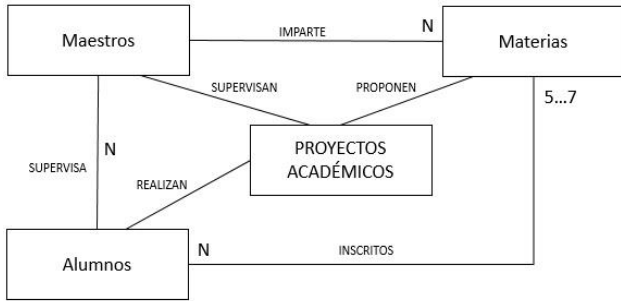 Maestros
IMPARTE
N
Materias
SUPERVISAN
PROPONEN
5...7
PROYECTOS
ACADÉMICOS
N
SUPERVISA
REALIZAN
Alumnos
N
INSCRITOS